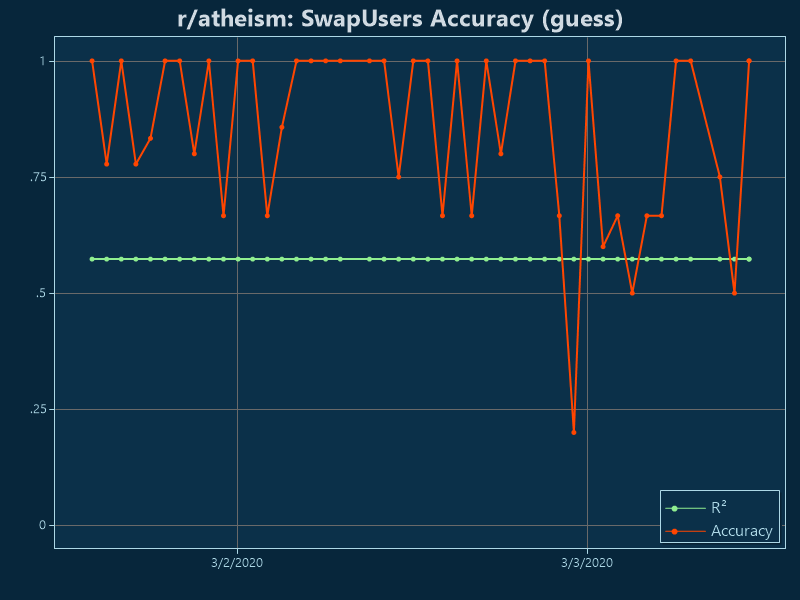 r/atheism: SwapUsers Accuracy (guess)
1
.75
.5
.25
0
3/2/2020
3/3/2020
R²
Accuracy